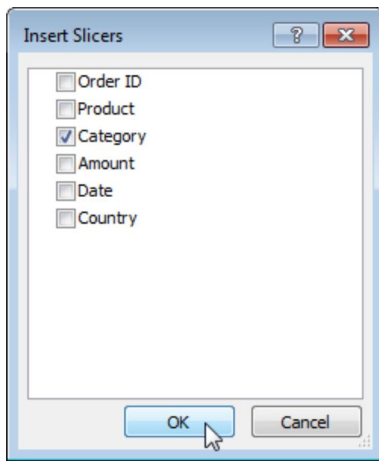 Insert Slicers
?
Order ID
Product
Category
Amount
Date
Country
OK
Cancel